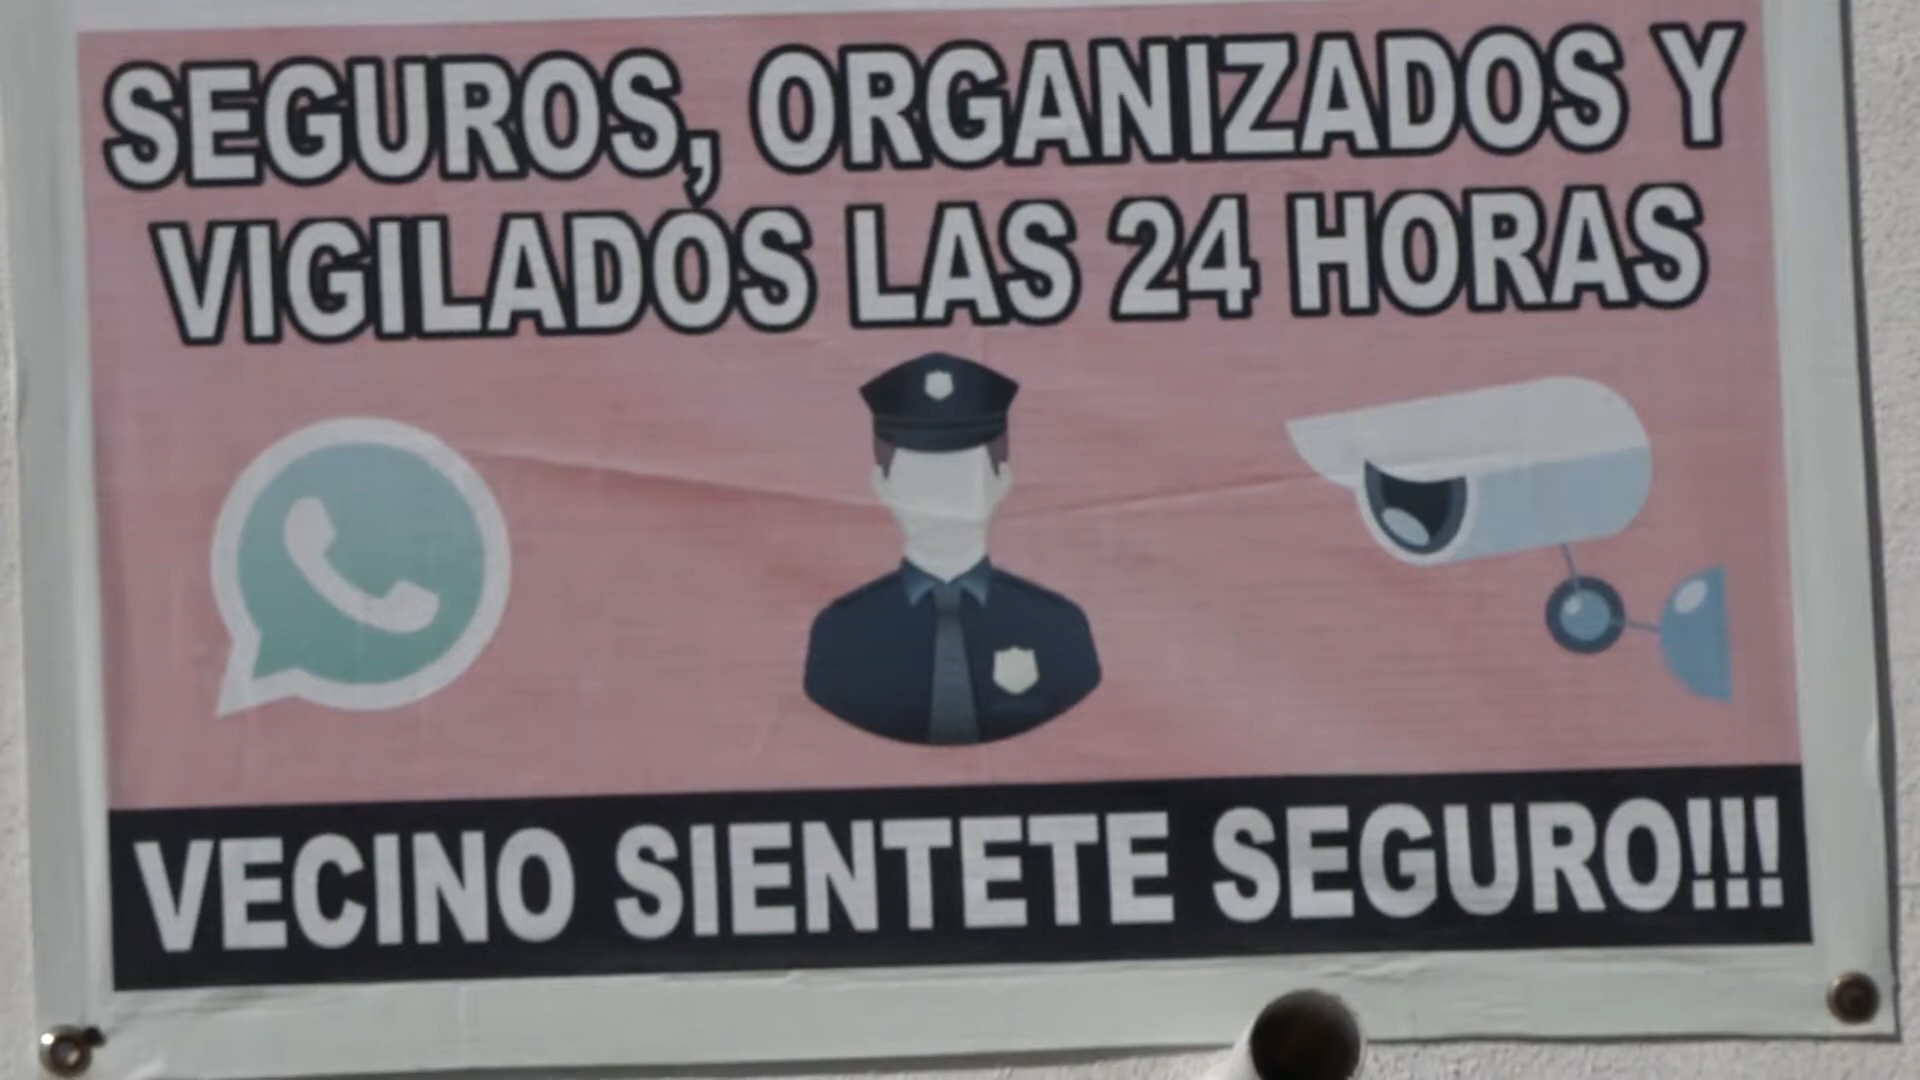 SEGUROS, ORGANIZADOS Y
VIGILADOS LAS 24 HORAS
VECINO SIENTETE SEGURO!!!